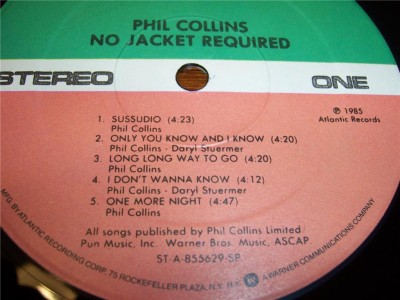 PHIL COLLINS
NO JACKET REQUIRED
STEREO
ONE
℗ 1985
Atlantic Records
1. SUSSUDIO (4:23)
Phil Collins
2. ONLY YOU KNOW AND I KNOW (4:20)
Phil Collins - Daryl Stuermer
3. LONG LONG WAY TO GO (4:20)
Phil Collins
4. I DON'T WANNA KNOW (4:12)
Phil Collins - Daryl Stuermer
5. ONE MORE NIGHT (4:47)
Phil Collins
All songs published by Phil Collins Limited/
Pun Music, Inc. Warner Bros. Music, ASCAP.
ST-A-855629-SP
MFG. BY ATLANTIC RECORDING CORP., 75 ROCKEFELLER PLAZA, N.Y., N.Y. A WARNER COMMUNICATIONS COMPANY